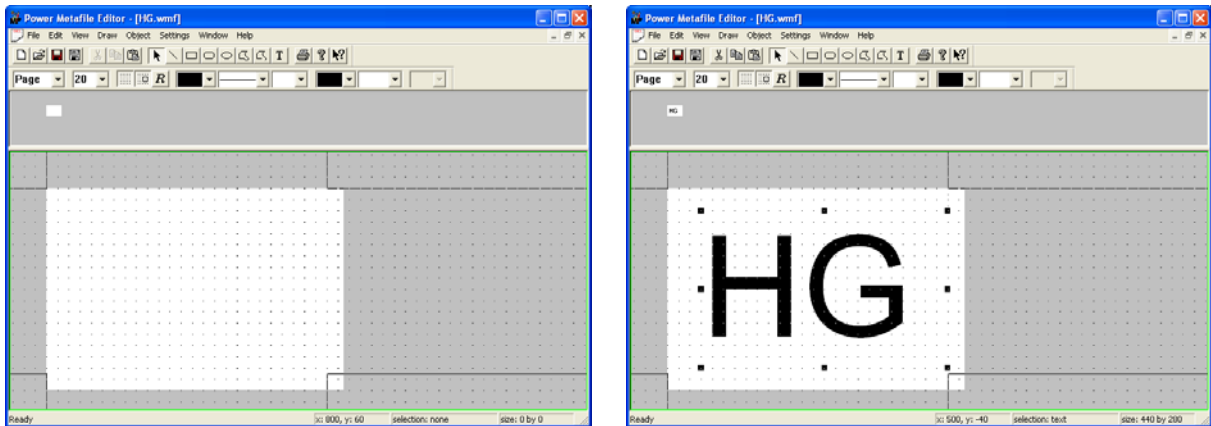 Power Metafile Editor - [HG.wmf]
File Edit View Draw Object Settings Window Help
T ? ?
Page 20 R
Ready x: 800, y: 60 selection: none size: 0 by 0
Power Metafile Editor - [HG.wmf]
File Edit View Draw Object Settings Window Help
T ? ?
Page 20 R
HG
HG
Ready x: 500, y: -40 selection: text size: 440 by 280